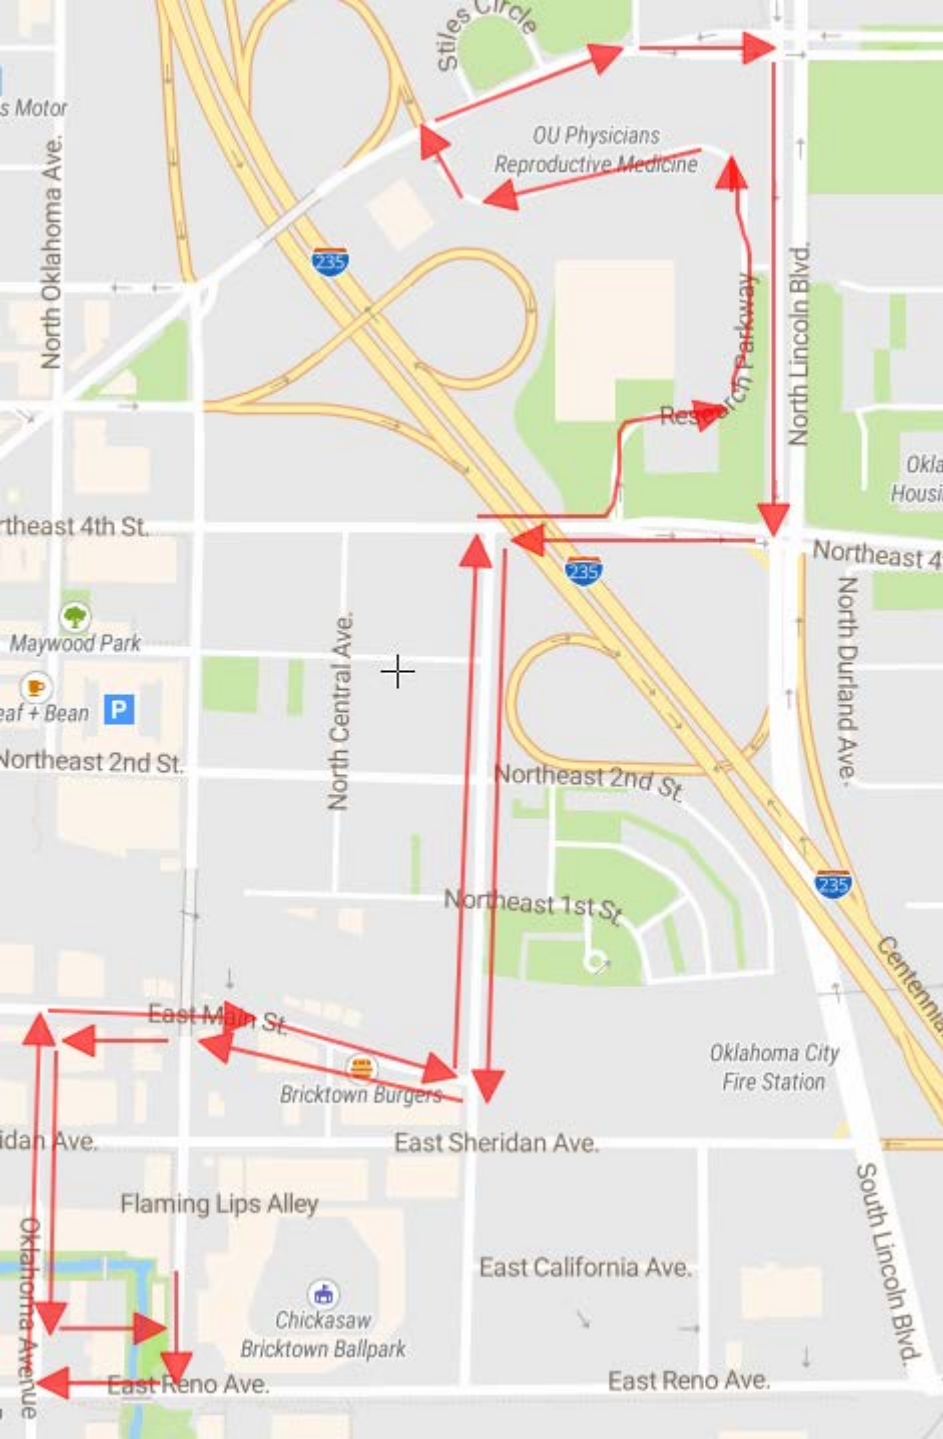 Stiles Circle
s Motor
OU Physicians
Reproductive Medicine
North Oklahoma Ave.
235
North Lincoln Blvd.
Research Parkway
Okla
Housi
rtheast 4th St.
Northeast 4
235
Maywood Park
North Central Ave.
North Durland Ave.
eaf + Bean
P
Northeast 2nd St.
Northeast 2nd St.
235
Northeast 1st St.
Centennia
East Main St.
Oklahoma City
Fire Station
Bricktown Burgers
idan Ave.
East Sheridan Ave.
Flaming Lips Alley
South Lincoln Blvd.
Oklahoma Avenue
East California Ave.
Chickasaw
Bricktown Ballpark
East Reno Ave.
East Reno Ave.